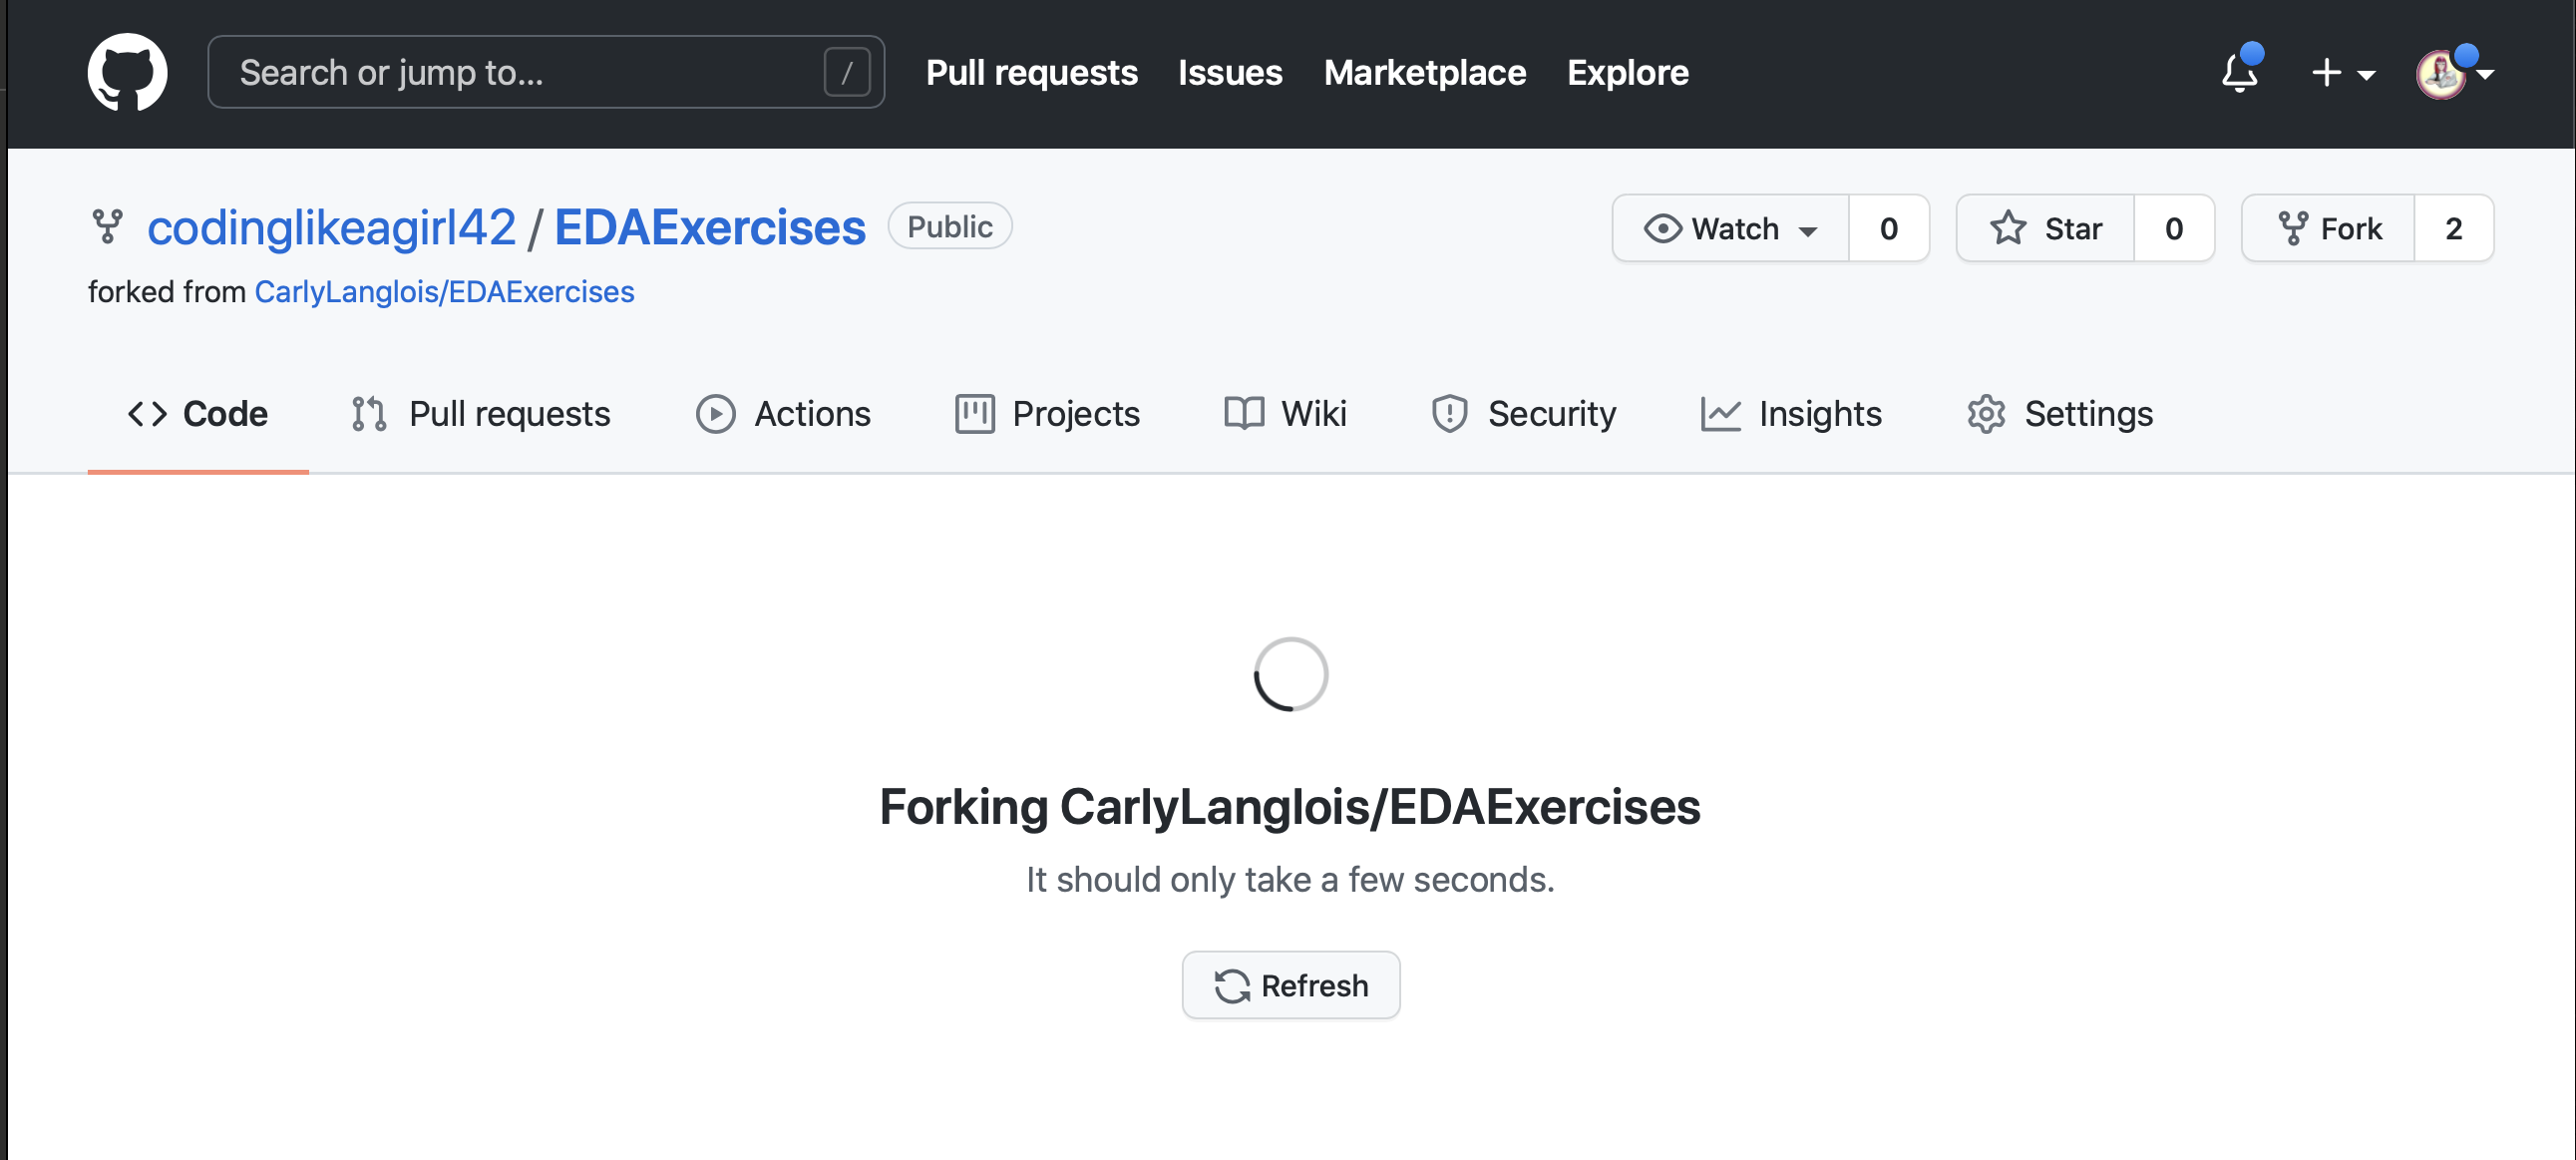 Search or jump to... / Pull requests Issues Marketplace Explore
codinglikeagirl42 / EDAExercises Public Watch 0 Star 0 Fork 2
forked from CarlyLanglois/EDAExercises
Code Pull requests Actions Projects Wiki Security Insights Settings
Forking CarlyLanglois/EDAExercises
It should only take a few seconds.
Refresh